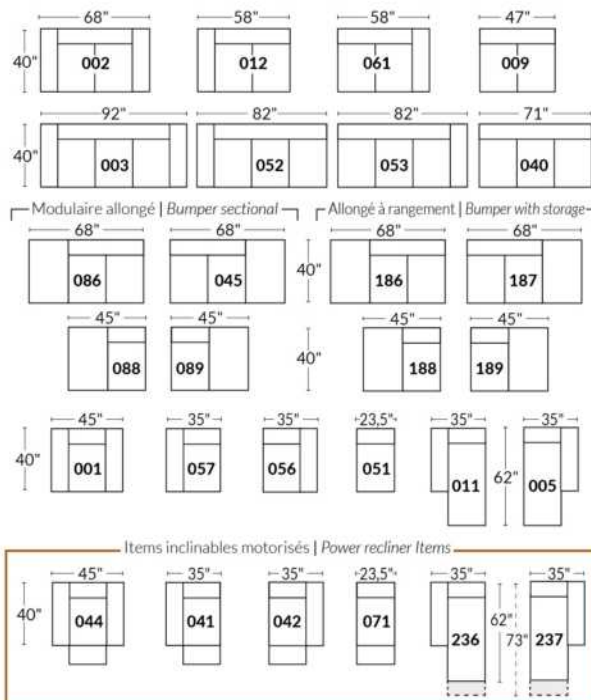 68" 58" 58" 47"
40" 002 012 061 009
92" 82" 82" 71"
40" 003 052 053 040
Modulaire allongé | Bumper sectional Allongé à rangement | Bumper with storage
68" 68" 68" 68"
086 045 40" 186 187
45" 45" 45" 45"
088 089 40" 188 189
45" 35" 35" 23,5" 35" 35"
40" 001 057 056 051 011 62" 005
Items inclinables motorisés | Power recliner Items
45" 35" 35" 23,5" 35" 35"
40" 044 041 042 071 236 62" 73" 237